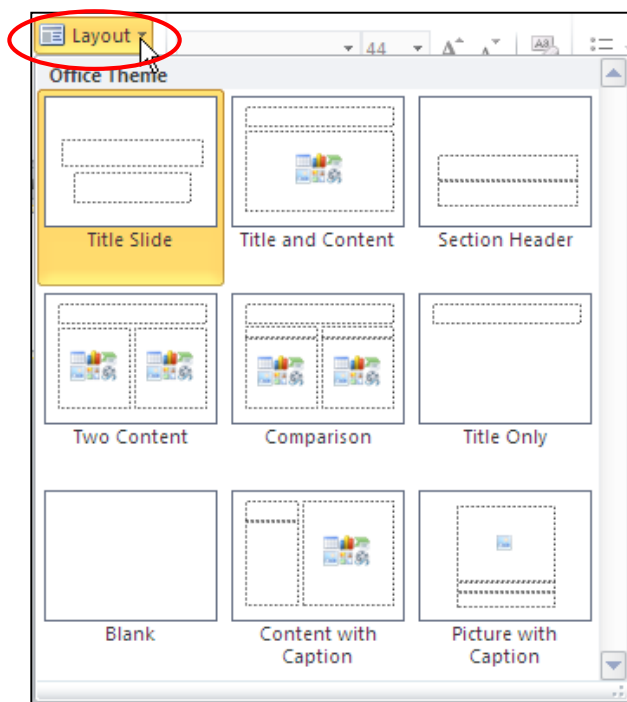 Layout
44 A A Aa
Office Theme
Title Slide Title and Content Section Header
Two Content Comparison Title Only
Blank Content with Caption Picture with Caption